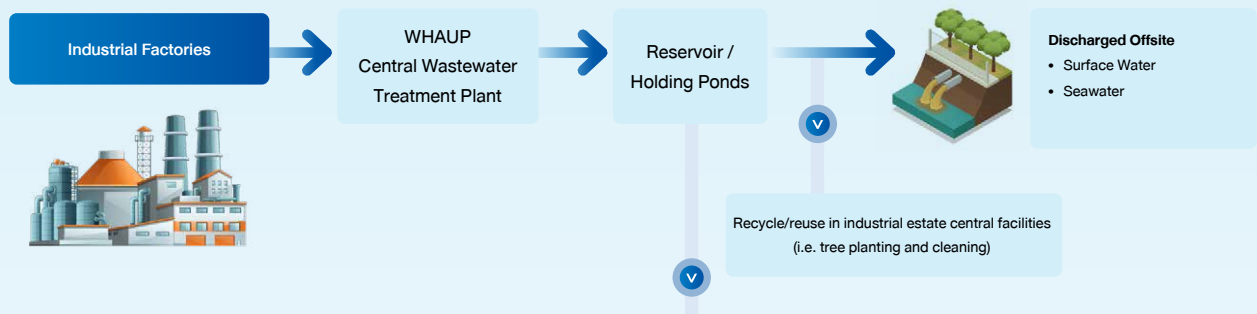 Industrial Factories
WHAUP
Central Wastewater
Treatment Plant
Reservoir /
Holding Ponds
Discharged Offsite
• Surface Water
• Seawater
Recycle/reuse in industrial estate central facilities
(i.e. tree planting and cleaning)